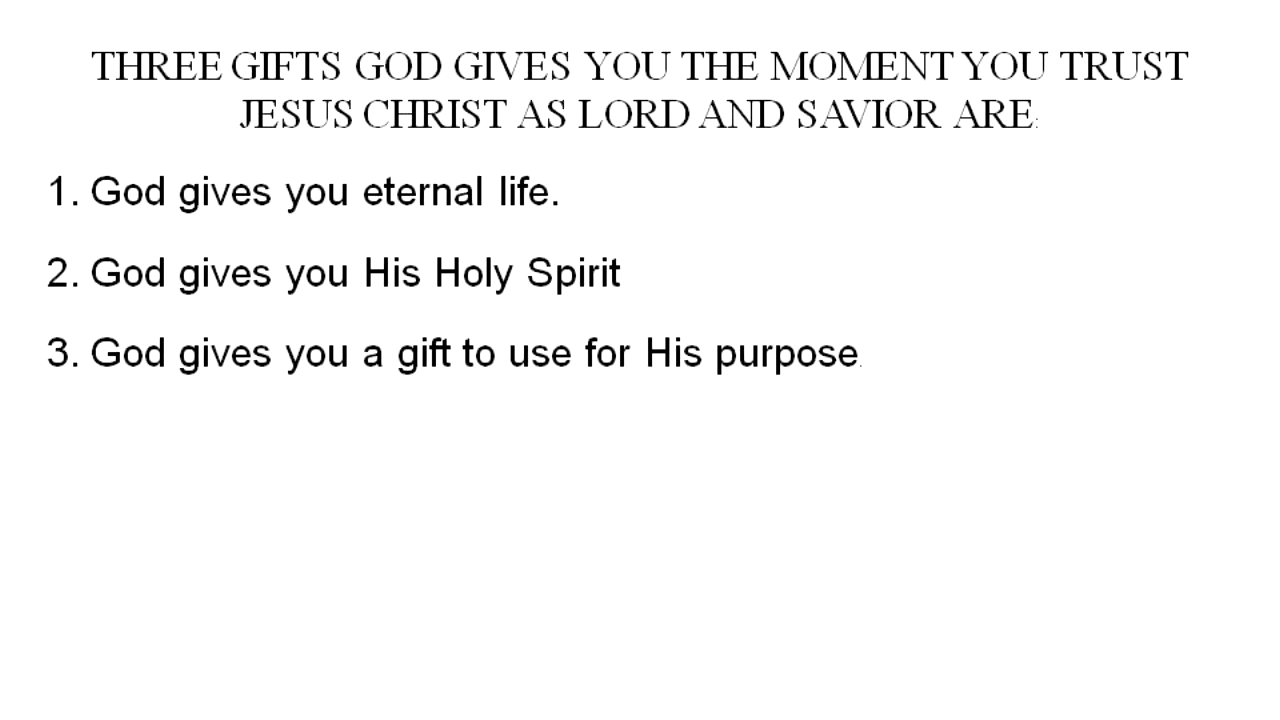 THREE GIFTS GOD GIVES YOU THE MOMENT YOU TRUST
JESUS CHRIST AS LORD AND SAVIOR ARE:
1. God gives you eternal life.
2. God gives you His Holy Spirit
3. God gives you a gift to use for His purpose.